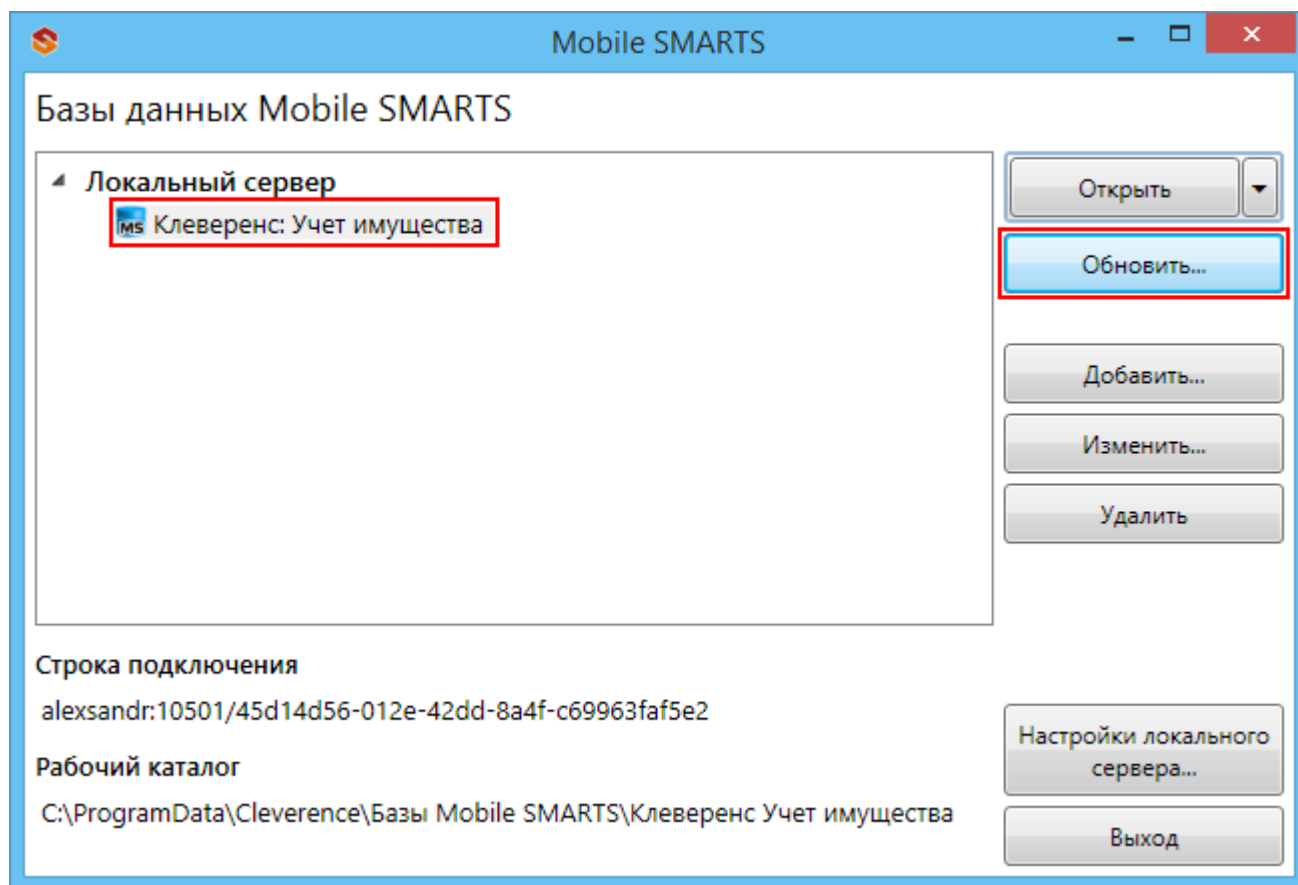 Mobile SMARTS
Базы данных Mobile SMARTS
Локальный сервер
MS Клеверенс: Учет имущества
Открыть
Обновить...
Добавить...
Изменить...
Удалить
Строка подключения
alexsandr:10501/45d14d56-012e-42dd-8a4f-c69963faf5e2
Рабочий каталог
C:\ProgramData\Cleverence\Базы Mobile SMARTS\Клеверенс Учет имущества
Настройки локального
сервера...
Выход